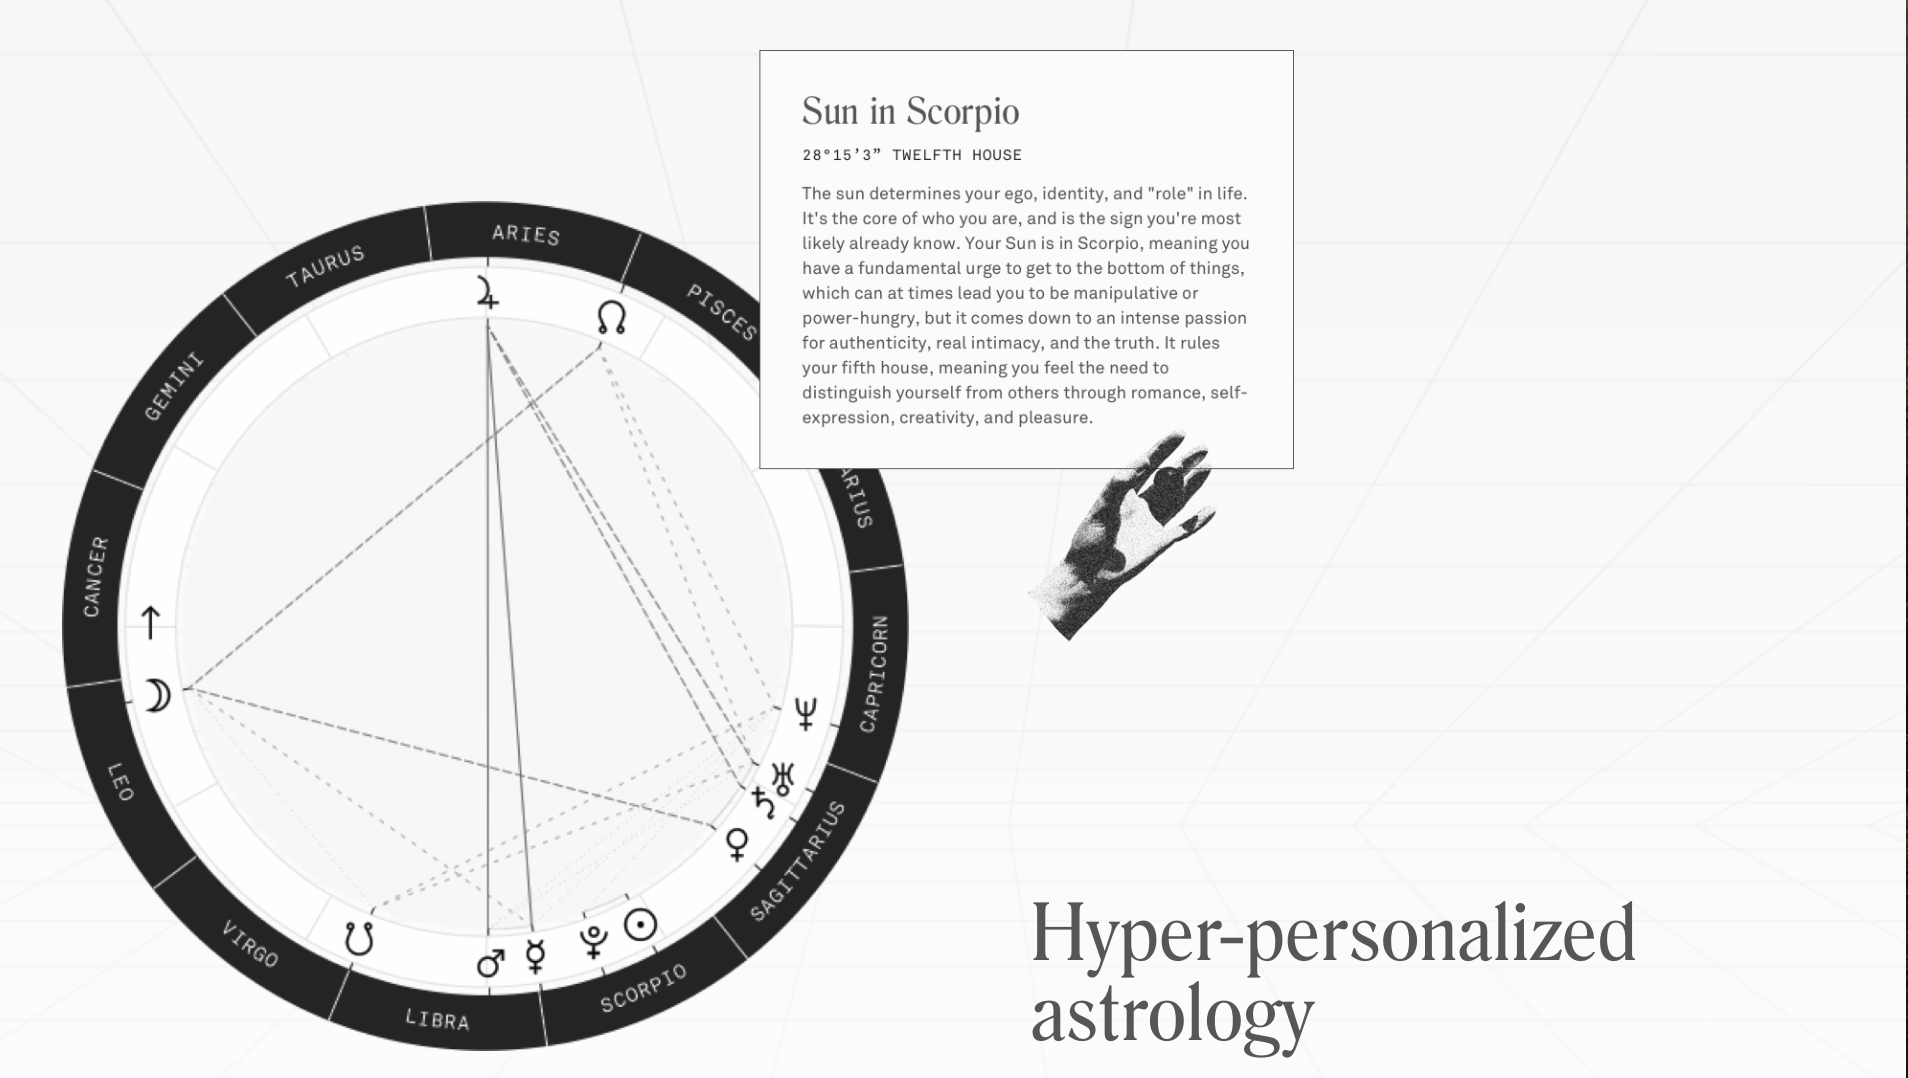 Sun in Scorpio
28°15’3” TWELFTH HOUSE
The sun determines your ego, identity, and "role" in life.
It's the core of who you are, and is the sign you're most
likely already know. Your Sun is in Scorpio, meaning you
have a fundamental urge to get to the bottom of things,
which can at times lead you to be manipulative or
power-hungry, but it comes down to an intense passion
for authenticity, real intimacy, and the truth. It rules
your fifth house, meaning you feel the need to
distinguish yourself from others through romance, self-
expression, creativity, and pleasure.
ARIES
TAURUS
GEMINI
CANCER
LEO
VIRGO
LIBRA
SCORPIO
SAGITTARIUS
CAPRICORN
ARIUS
PISCES
Hyper-personalized
astrology